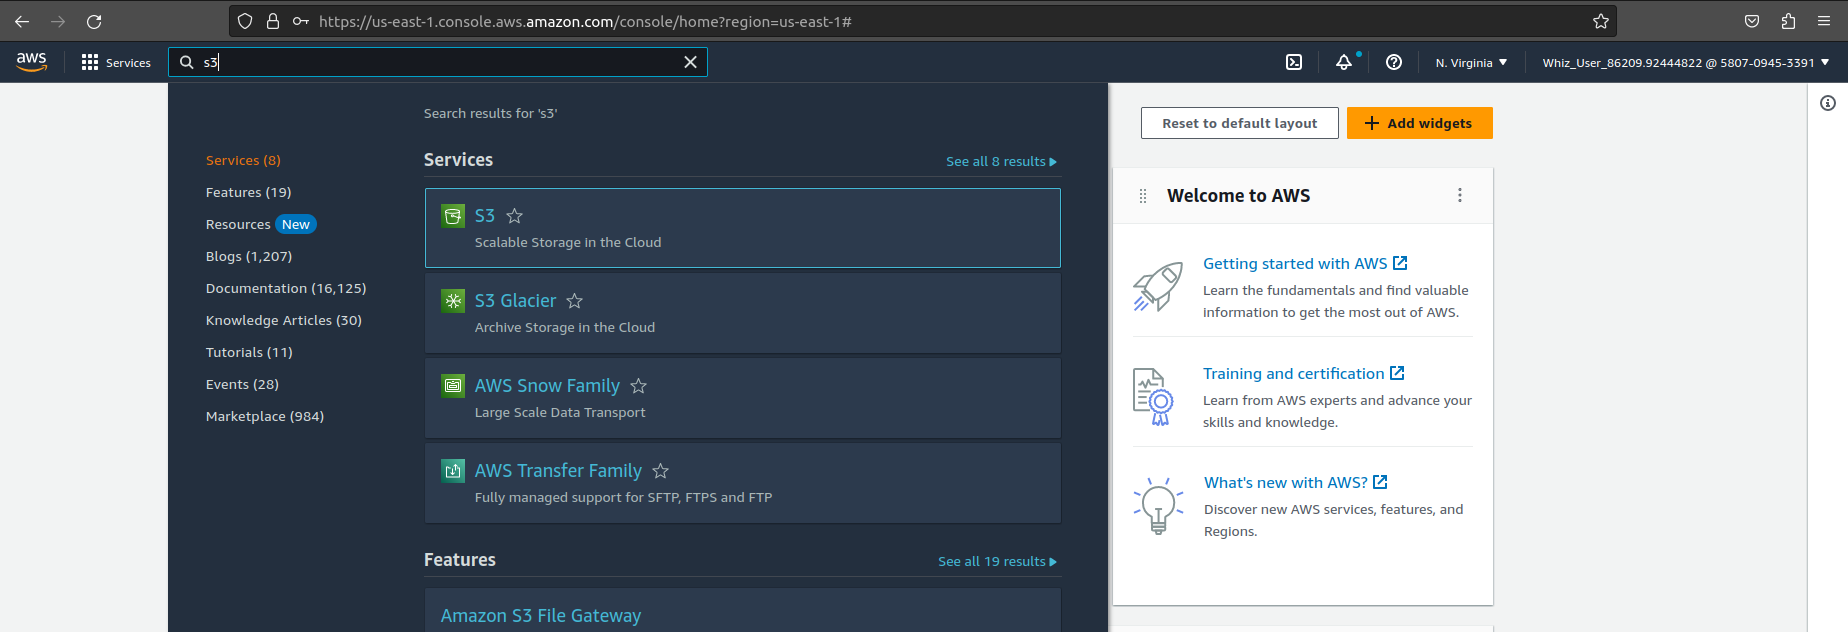 https://us-east-1.console.aws.amazon.com/console/home?region=us-east-1#
aws
Services
s3
N. Virginia
Whiz_User_86209.92444822 @ 5807-0945-3391
Search results for 's3'
Services (8)
Features (19)
Resources New
Blogs (1,207)
Documentation (16,125)
Knowledge Articles (30)
Tutorials (11)
Events (28)
Marketplace (984)
Services
See all 8 results
S3
Scalable Storage in the Cloud
S3 Glacier
Archive Storage in the Cloud
AWS Snow Family
Large Scale Data Transport
AWS Transfer Family
Fully managed support for SFTP, FTPS and FTP
Features
See all 19 results
Amazon S3 File Gateway
Reset to default layout
Add widgets
Welcome to AWS
Getting started with AWS
Learn the fundamentals and find valuable
information to get the most out of AWS.
Training and certification
Learn from AWS experts and advance your
skills and knowledge.
What's new with AWS?
Discover new AWS services, features, and
Regions.